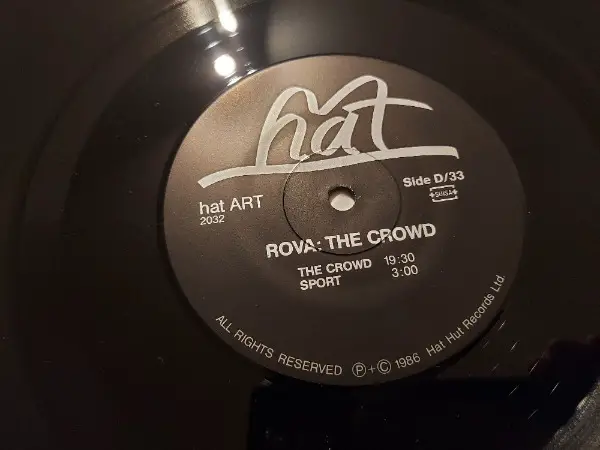 hat
Side D/33
SUISA
hat ART
2032
ROVA: THE CROWD
THE CROWD 19:30
SPORT 3:00
ALL RIGHTS RESERVED Ⓟ+© 1986 Hat Hut Records Ltd.